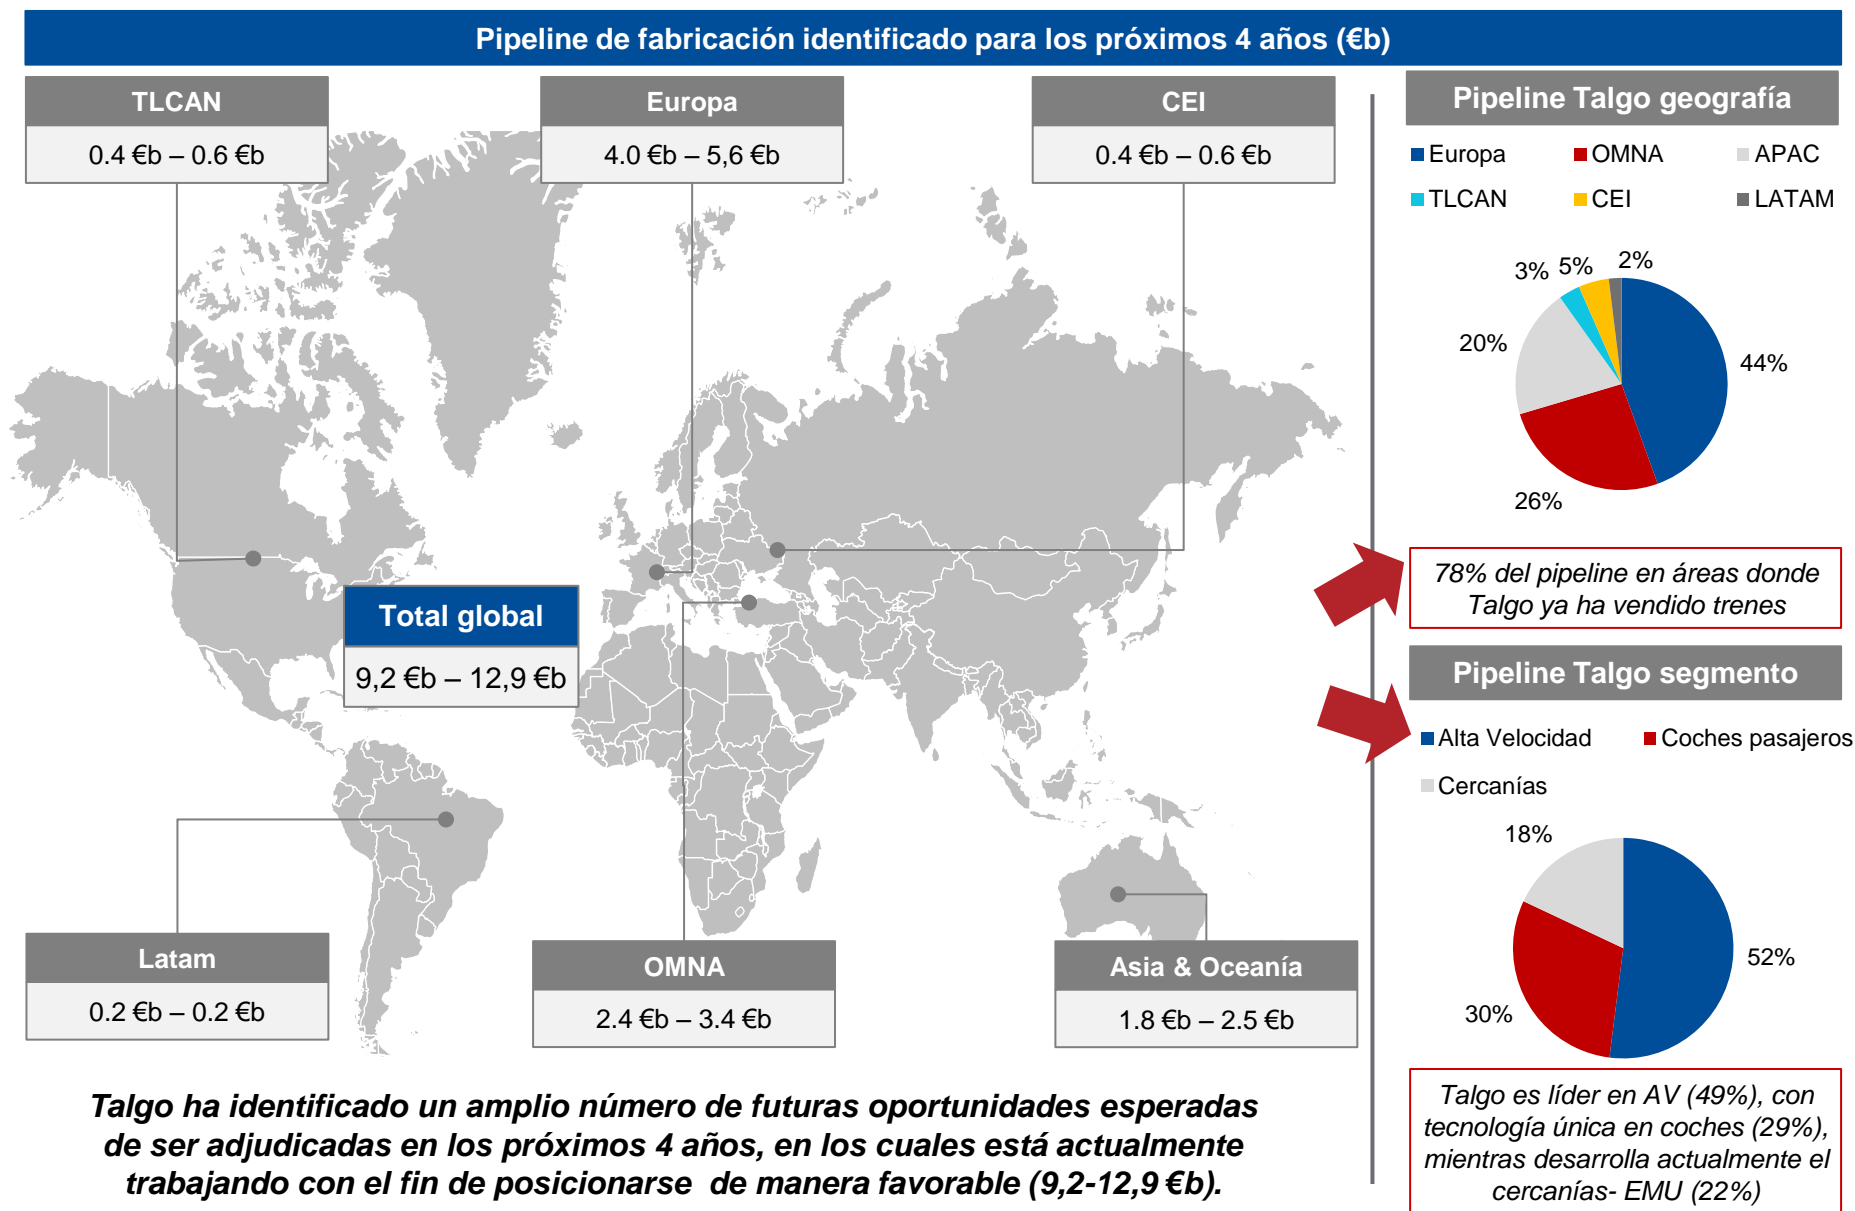 Pipeline de fabricación identificado para los próximos 4 años (€b)
TLCAN
0.4 €b – 0.6 €b
Europa
4.0 €b – 5,6 €b
CEI
0.4 €b – 0.6 €b
Total global
9,2 €b – 12,9 €b
Latam
0.2 €b – 0.2 €b
OMNA
2.4 €b – 3.4 €b
Asia & Oceanía
1.8 €b – 2.5 €b
Talgo ha identificado un amplio número de futuras oportunidades esperadas
de ser adjudicadas en los próximos 4 años, en los cuales está actualmente
trabajando con el fin de posicionarse  de manera favorable (9,2-12,9 €b).
Pipeline Talgo geografía
Europa OMNA APAC
TLCAN CEI LATAM
3% 5% 2%
20%
44%
26%
78% del pipeline en áreas donde
Talgo ya ha vendido trenes
Pipeline Talgo segmento
Alta Velocidad Coches pasajeros
Cercanías
18%
52%
30%
Talgo es líder en AV (49%), con
tecnología única en coches (29%),
mientras desarrolla actualmente el
cercanías- EMU (22%)